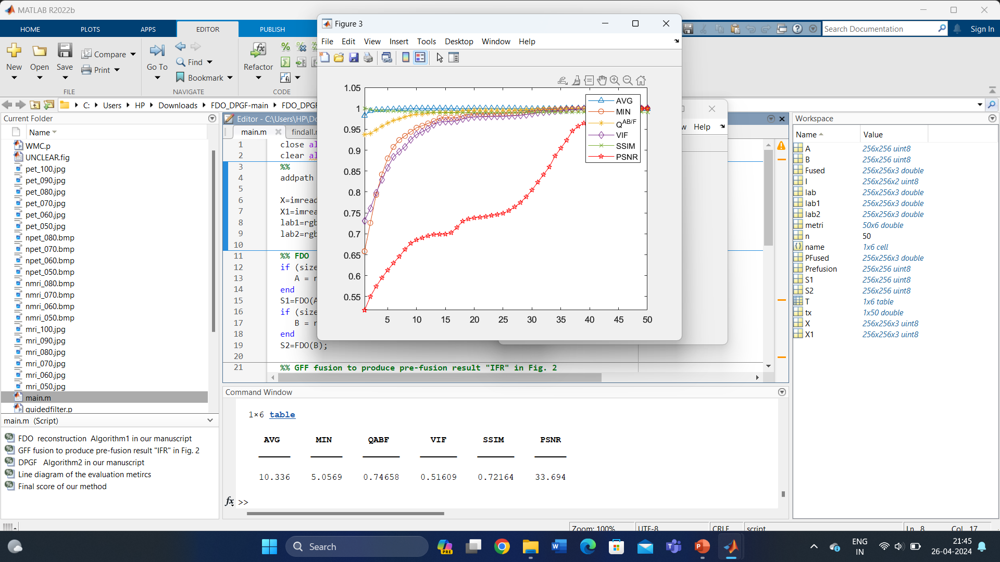 MATLAB R2022b
HOME
PLOTS
APPS
EDITOR
PUBLISH
Search Documentation
Sign In
New
Open
Save
Compare
Print
FILE
Go To
Find
Bookmark
NAVIGATE
Refactor
CODE
C: Users HP Downloads FDO_DPGF-main
Current Folder
Name
WMC.p
UNCLEAR.fig
pet_100.jpg
pet_090.jpg
pet_080.jpg
pet_070.jpg
pet_060.jpg
pet_050.jpg
npet_080.bmp
npet_070.bmp
npet_060.bmp
npet_050.bmp
nmri_080.bmp
nmri_070.bmp
nmri_060.bmp
nmri_050.bmp
mri_100.jpg
mri_090.jpg
mri_080.jpg
mri_070.jpg
mri_060.jpg
mri_050.jpg
main.m
guidedfilter.p
main.m (Script)
FDO reconstruction Algorithm1 in our manuscript
GFF fusion to produce pre-fusion result "IFR" in Fig. 2
DPGF Algorithm2 in our manuscript
Line diagram of the evaluation metircs
Final score of our method
Editor - C:\Users\HP\Do
main.m
findall.
1 close al
2 clear al
3 %%
4 addpath
5
6 X=imread
7 X1=imrea
8 lab1=rgb
9 lab2=rgb
10
11 %% FDO
12 if (size
13 A = r
14 end
15 S1=FDO(A
16 if (size
17 B = r
18 end
19 S2=FDO(B);
20
21 %% GFF fusion to produce pre-fusion result "IFR" in Fig. 2
Figure 3
File Edit View Insert Tools Desktop Window Help
1.05
1
0.95
0.9
0.85
0.8
0.75
0.7
0.65
0.6
0.55
5 10 15 20 25 30 35 40 45 50
AVG
MIN
Q^AB/F
VIF
SSIM
PSNR
w Help
Command Window
1×6 table
AVG MIN QABF VIF SSIM PSNR
10.336 5.0569 0.74658 0.51609 0.72164 33.694
fx >>
Workspace
Name Value
A 256x256 uint8
B 256x256 uint8
Fused 256x256x3 double
I 256x256x2 uint8
lab 256x256x3 double
lab1 256x256x3 double
lab2 256x256x3 double
metri 50x6 double
n 50
name 1x6 cell
PFused 256x256x3 double
Prefusion 256x256 uint8
S1 256x256 uint8
S2 256x256 uint8
T 1x6 table
tx 1x50 double
X 256x256x3 uint8
X1 256x256x3 uint8
Zoom: 100% UTF-8 CRLF script Ln 8 Col 17
Search
PRE
ENG
IN
21:45
26-04-2024